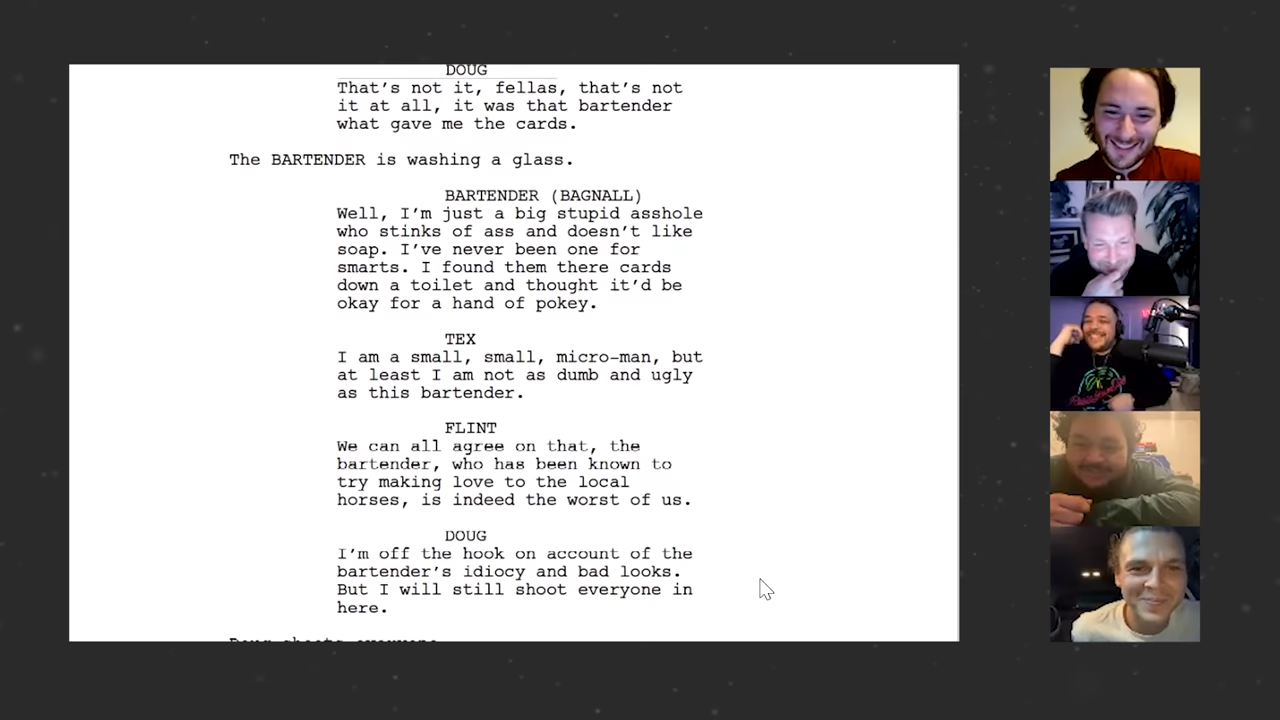 DOUG
That's not it, fellas, that's not
it at all, it was that bartender
what gave me the cards.
The BARTENDER is washing a glass.
BARTENDER (BAGNALL)
Well, I'm just a big stupid asshole
who stinks of ass and doesn't like
soap. I've never been one for
smarts. I found them there cards
down a toilet and thought it'd be
okay for a hand of pokey.
TEX
I am a small, small, micro-man, but
at least I am not as dumb and ugly
as this bartender.
FLINT
We can all agree on that, the
bartender, who has been known to
try making love to the local
horses, is indeed the worst of us.
DOUG
I'm off the hook on account of the
bartender's idiocy and bad looks.
But I will still shoot everyone in
here.
Doug shoots everyone